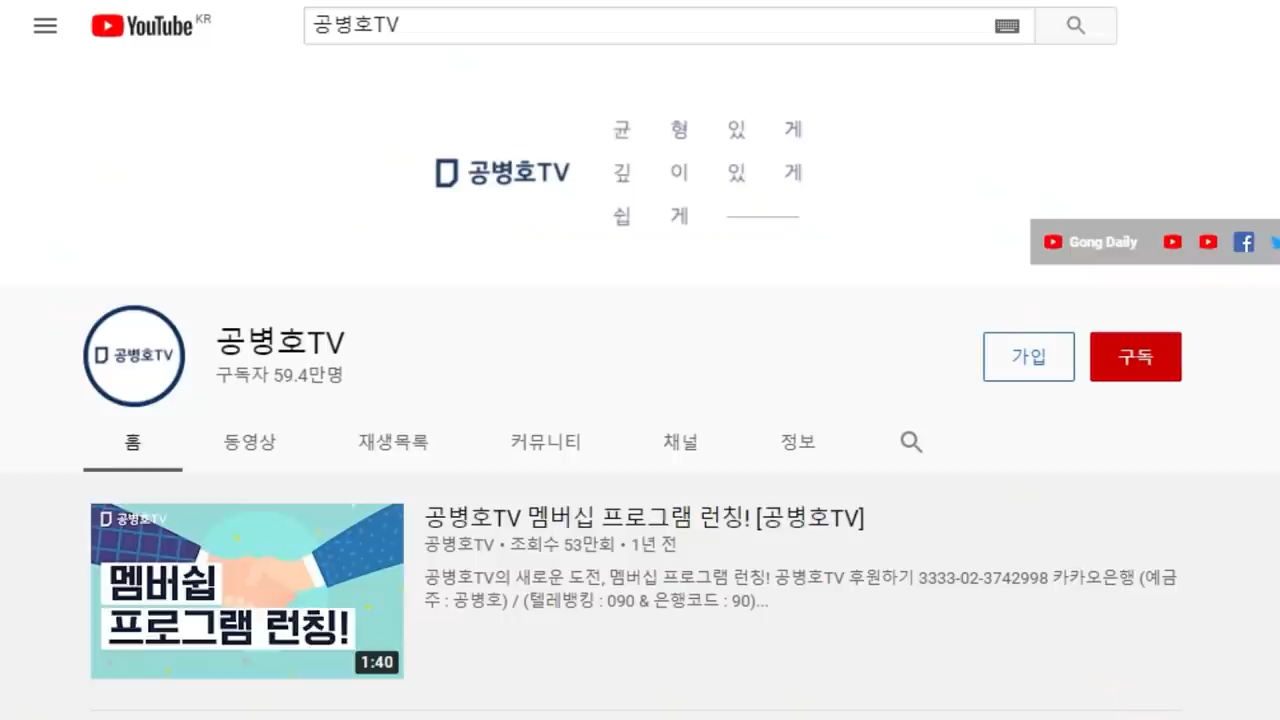 YouTube KR
공병호TV
균 형 있 게
공병호TV
깊 이 있 게
쉽 게
Gong Daily
공병호TV
공병호TV
구독자 59.4만명
가입
구독
홈
동영상
재생목록
커뮤니티
채널
정보
공병호TV
멤버쉽
프로그램 런칭!
1:40
공병호TV 멤버십 프로그램 런칭! [공병호TV]
공병호TV • 조회수 53만회 • 1년 전
공병호TV의 새로운 도전, 멤버십 프로그램 런칭! 공병호TV 후원하기 3333-02-3742998 카카오은행 (예금
주 : 공병호) / (텔레뱅킹 : 090 & 은행코드 : 90)...